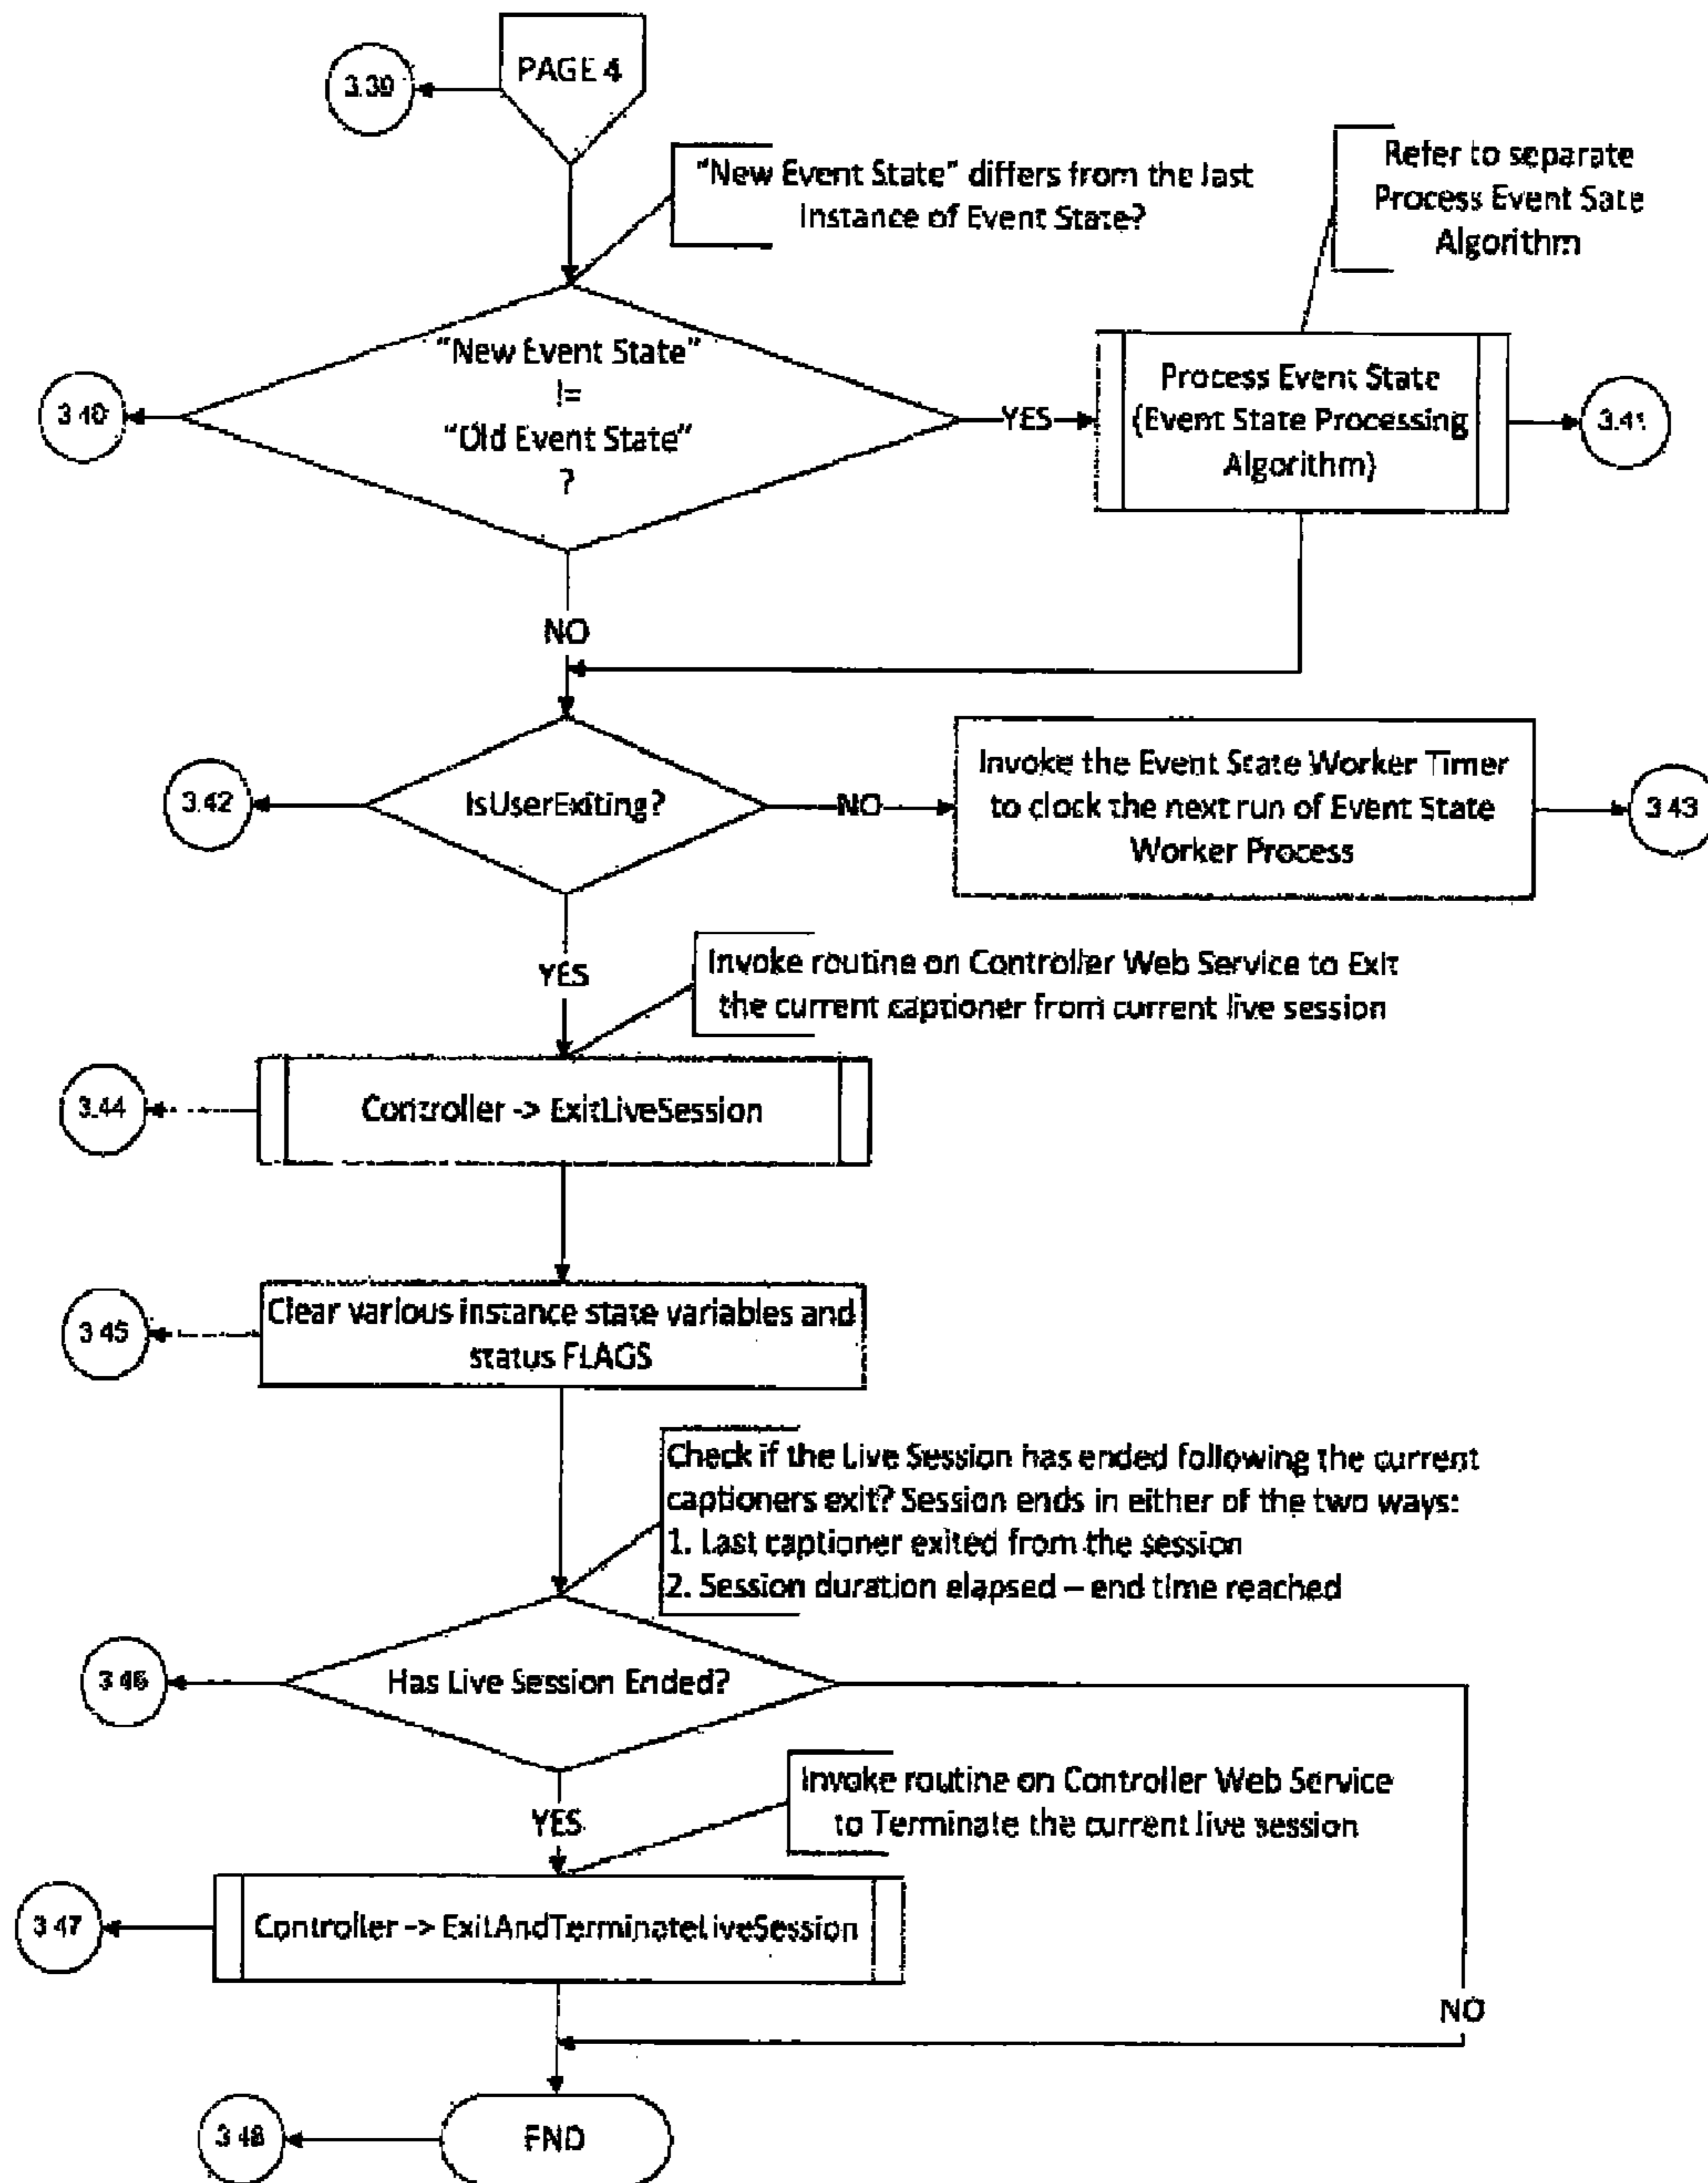 PAGE 4
3.39
"New Event State" differs from the last
Instance of Event State?
Refer to separate
Process Event Sate
Algorithm
"New Event State"
!=
"Old Event State"
?
3.40
YES
Process Event State
(Event State Processing
Algorithm)
3.41
NO
3.42
IsUserExiting?
NO
Invoke the Event State Worker Timer
to clock the next run of Event State
Worker Process
3.43
YES
Invoke routine on Controller Web Service to Exit
the current captioner from current live session
3.44
Controller -> ExitLiveSession
3.45
Clear various instance state variables and
status FLAGS
Check if the Live Session has ended following the current
captioners exit? Session ends in either of the two ways:
1. Last captioner exited from the session
2. Session duration elapsed – end time reached
3.46
Has Live Session Ended?
YES
Invoke routine on Controller Web Service
to Terminate the current live session
3.47
Controller -> ExitAndTerminateLiveSession
NO
3.48
END